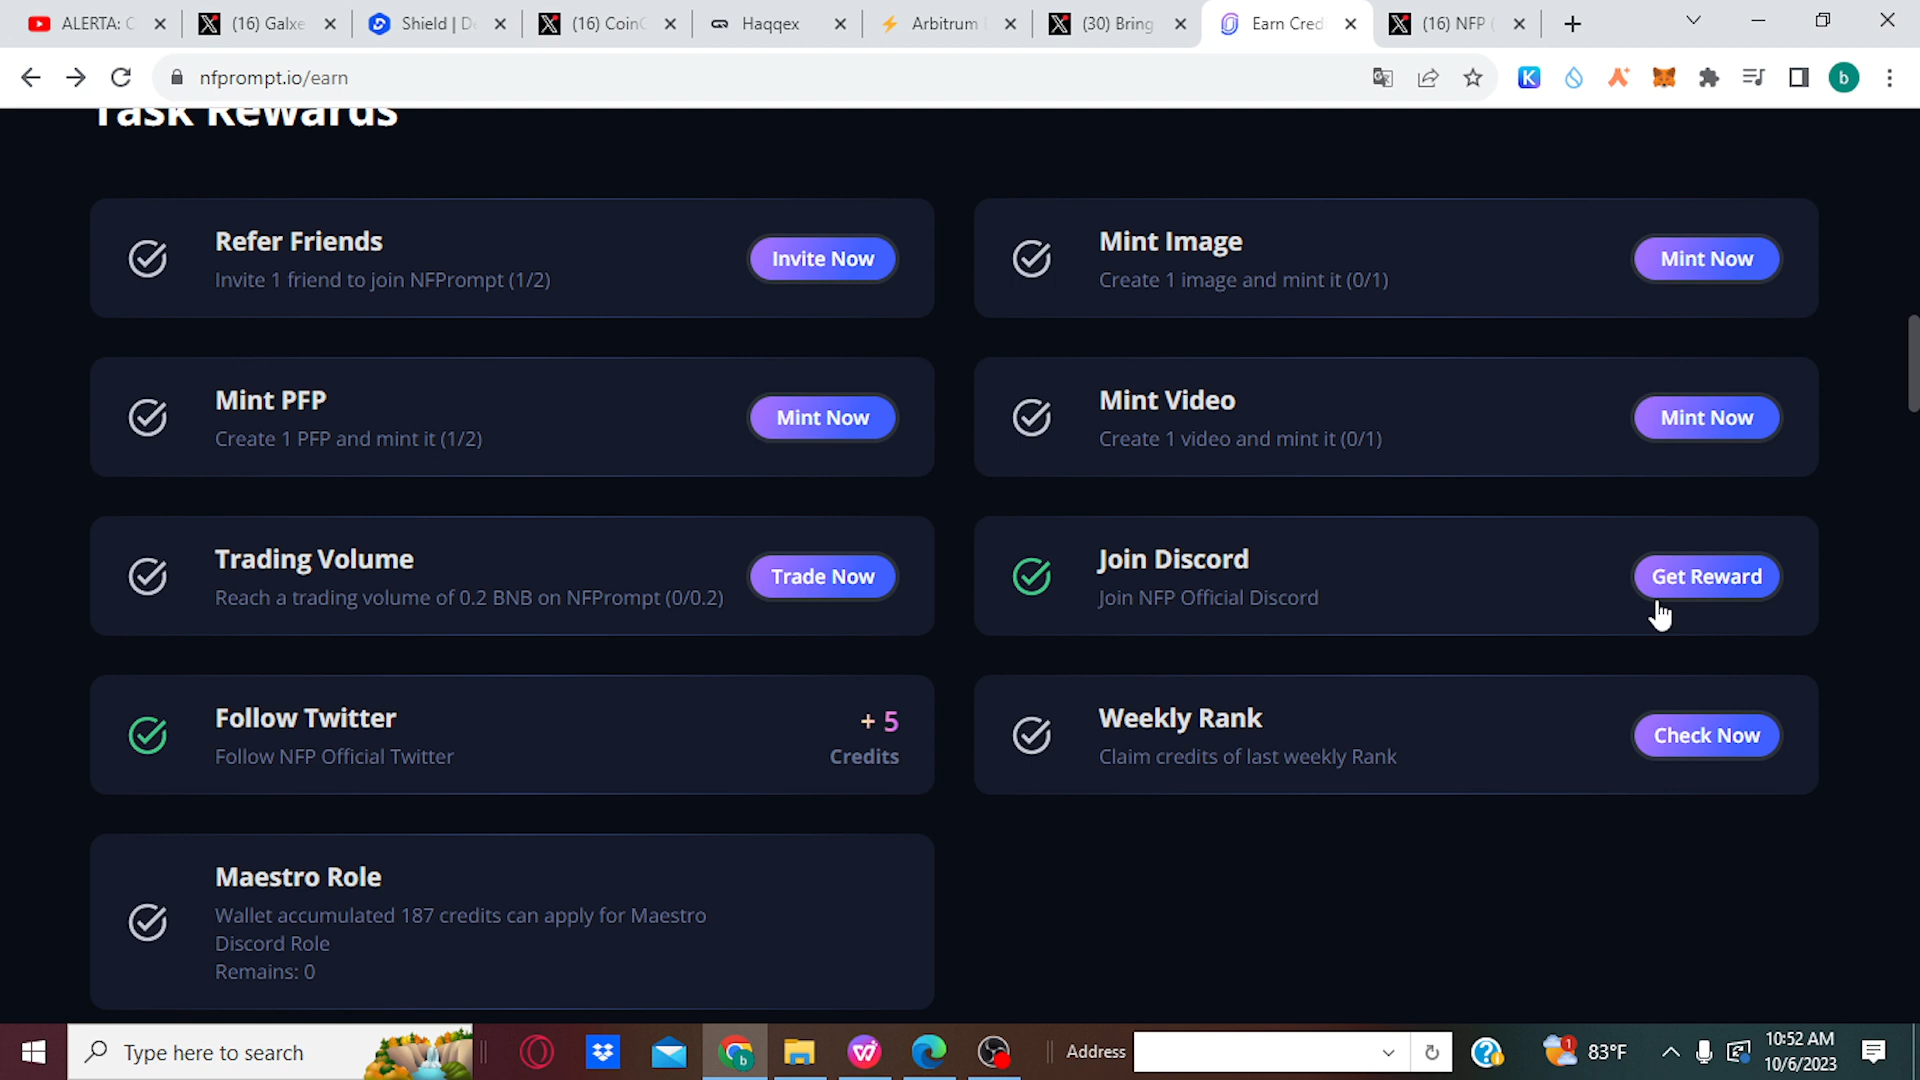 ALERTA: C
(16) Galxe
Shield | De
(16) CoinG
Haqqex
Arbitrum
(30) Bring
Earn Cred
(16) NFP (
nfprompt.io/earn
K
b
Task Rewards
Refer Friends
Invite 1 friend to join NFPrompt (1/2)
Invite Now
Mint Image
Create 1 image and mint it (0/1)
Mint Now
Mint PFP
Create 1 PFP and mint it (1/2)
Mint Now
Mint Video
Create 1 video and mint it (0/1)
Mint Now
Trading Volume
Reach a trading volume of 0.2 BNB on NFPrompt (0/0.2)
Trade Now
Join Discord
Join NFP Official Discord
Get Reward
Follow Twitter
Follow NFP Official Twitter
+ 5
Credits
Weekly Rank
Claim credits of last weekly Rank
Check Now
Maestro Role
Wallet accumulated 187 credits can apply for Maestro
Discord Role
Remains: 0
Type here to search
Address
1
83°F
10:52 AM
10/6/2023